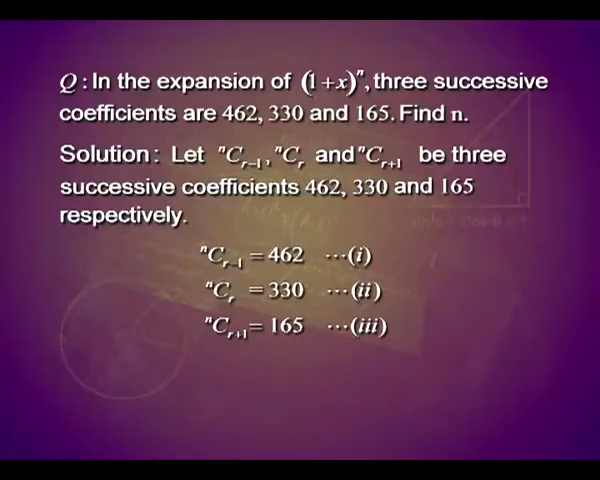 Q : In the expansion of (1+x)ⁿ, three successive
coefficients are 462, 330 and 165. Find n.
Solution: Let ⁿCᵣ₋₁, ⁿCᵣ and ⁿCᵣ₊₁ be three
successive coefficients 462, 330 and 165
respectively.
ⁿCᵣ₋₁ = 462 ···(i)
ⁿCᵣ = 330 ···(ii)
ⁿCᵣ₊₁ = 165 ···(iii)